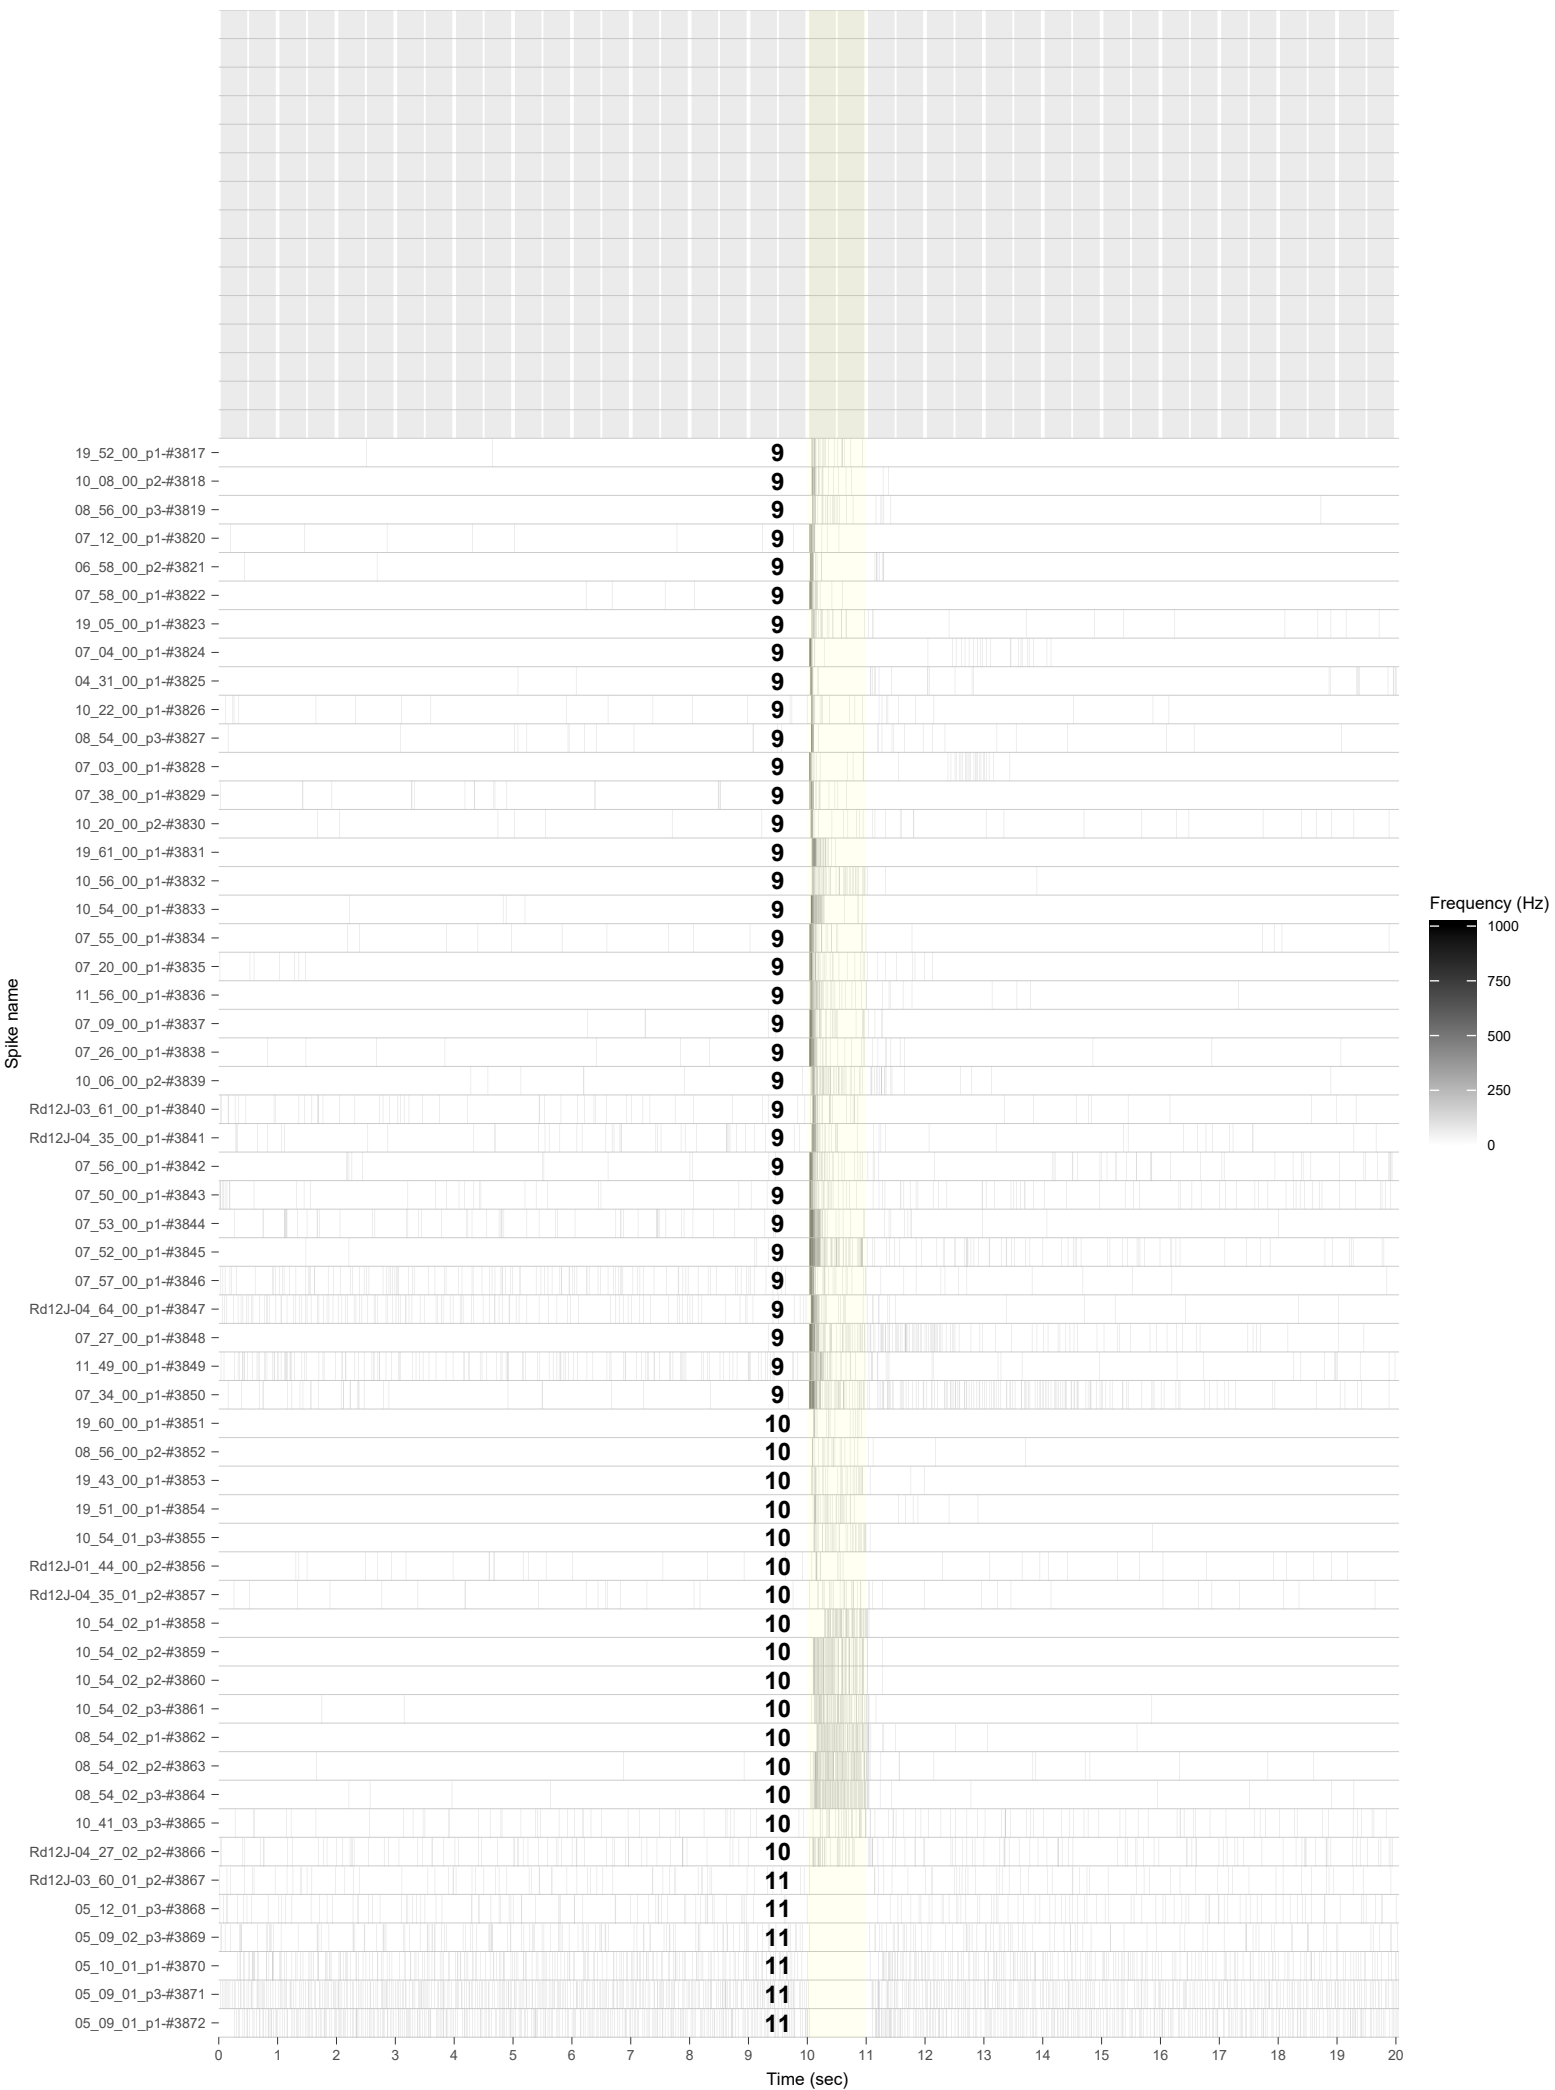 19_52_00_p1-#3817 9
10_08_00_p2-#3818 9
08_56_00_p3-#3819 9
07_12_00_p1-#3820 9
06_58_00_p2-#3821 9
07_58_00_p1-#3822 9
19_05_00_p1-#3823 9
07_04_00_p1-#3824 9
04_31_00_p1-#3825 9
10_22_00_p1-#3826 9
08_54_00_p3-#3827 9
07_03_00_p1-#3828 9
07_38_00_p1-#3829 9
10_20_00_p2-#3830 9
19_61_00_p1-#3831 9
10_56_00_p1-#3832 9
10_54_00_p1-#3833 9
07_55_00_p1-#3834 9
07_20_00_p1-#3835 9
11_56_00_p1-#3836 9
07_09_00_p1-#3837 9
07_26_00_p1-#3838 9
10_06_00_p2-#3839 9
Rd12J-03_61_00_p1-#3840 9
Rd12J-04_35_00_p1-#3841 9
07_56_00_p1-#3842 9
07_50_00_p1-#3843 9
07_53_00_p1-#3844 9
07_52_00_p1-#3845 9
07_57_00_p1-#3846 9
Rd12J-04_64_00_p1-#3847 9
07_27_00_p1-#3848 9
11_49_00_p1-#3849 9
07_34_00_p1-#3850 9
19_60_00_p1-#3851 10
08_56_00_p2-#3852 10
19_43_00_p1-#3853 10
19_51_00_p1-#3854 10
10_54_01_p3-#3855 10
Rd12J-01_44_00_p2-#3856 10
Rd12J-04_35_01_p2-#3857 10
10_54_02_p1-#3858 10
10_54_02_p2-#3859 10
10_54_02_p2-#3860 10
10_54_02_p3-#3861 10
08_54_02_p1-#3862 10
08_54_02_p2-#3863 10
08_54_02_p3-#3864 10
10_41_03_p3-#3865 10
Rd12J-04_27_02_p2-#3866 10
Rd12J-03_60_01_p2-#3867 11
05_12_01_p3-#3868 11
05_09_02_p3-#3869 11
05_10_01_p1-#3870 11
05_09_01_p3-#3871 11
05_09_01_p1-#3872 11
0 1 2 3 4 5 6 7 8 9 10 11 12 13 14 15 16 17 18 19 20
Time (sec)
Spike name
Frequency (Hz)
1000
750
500
250
0